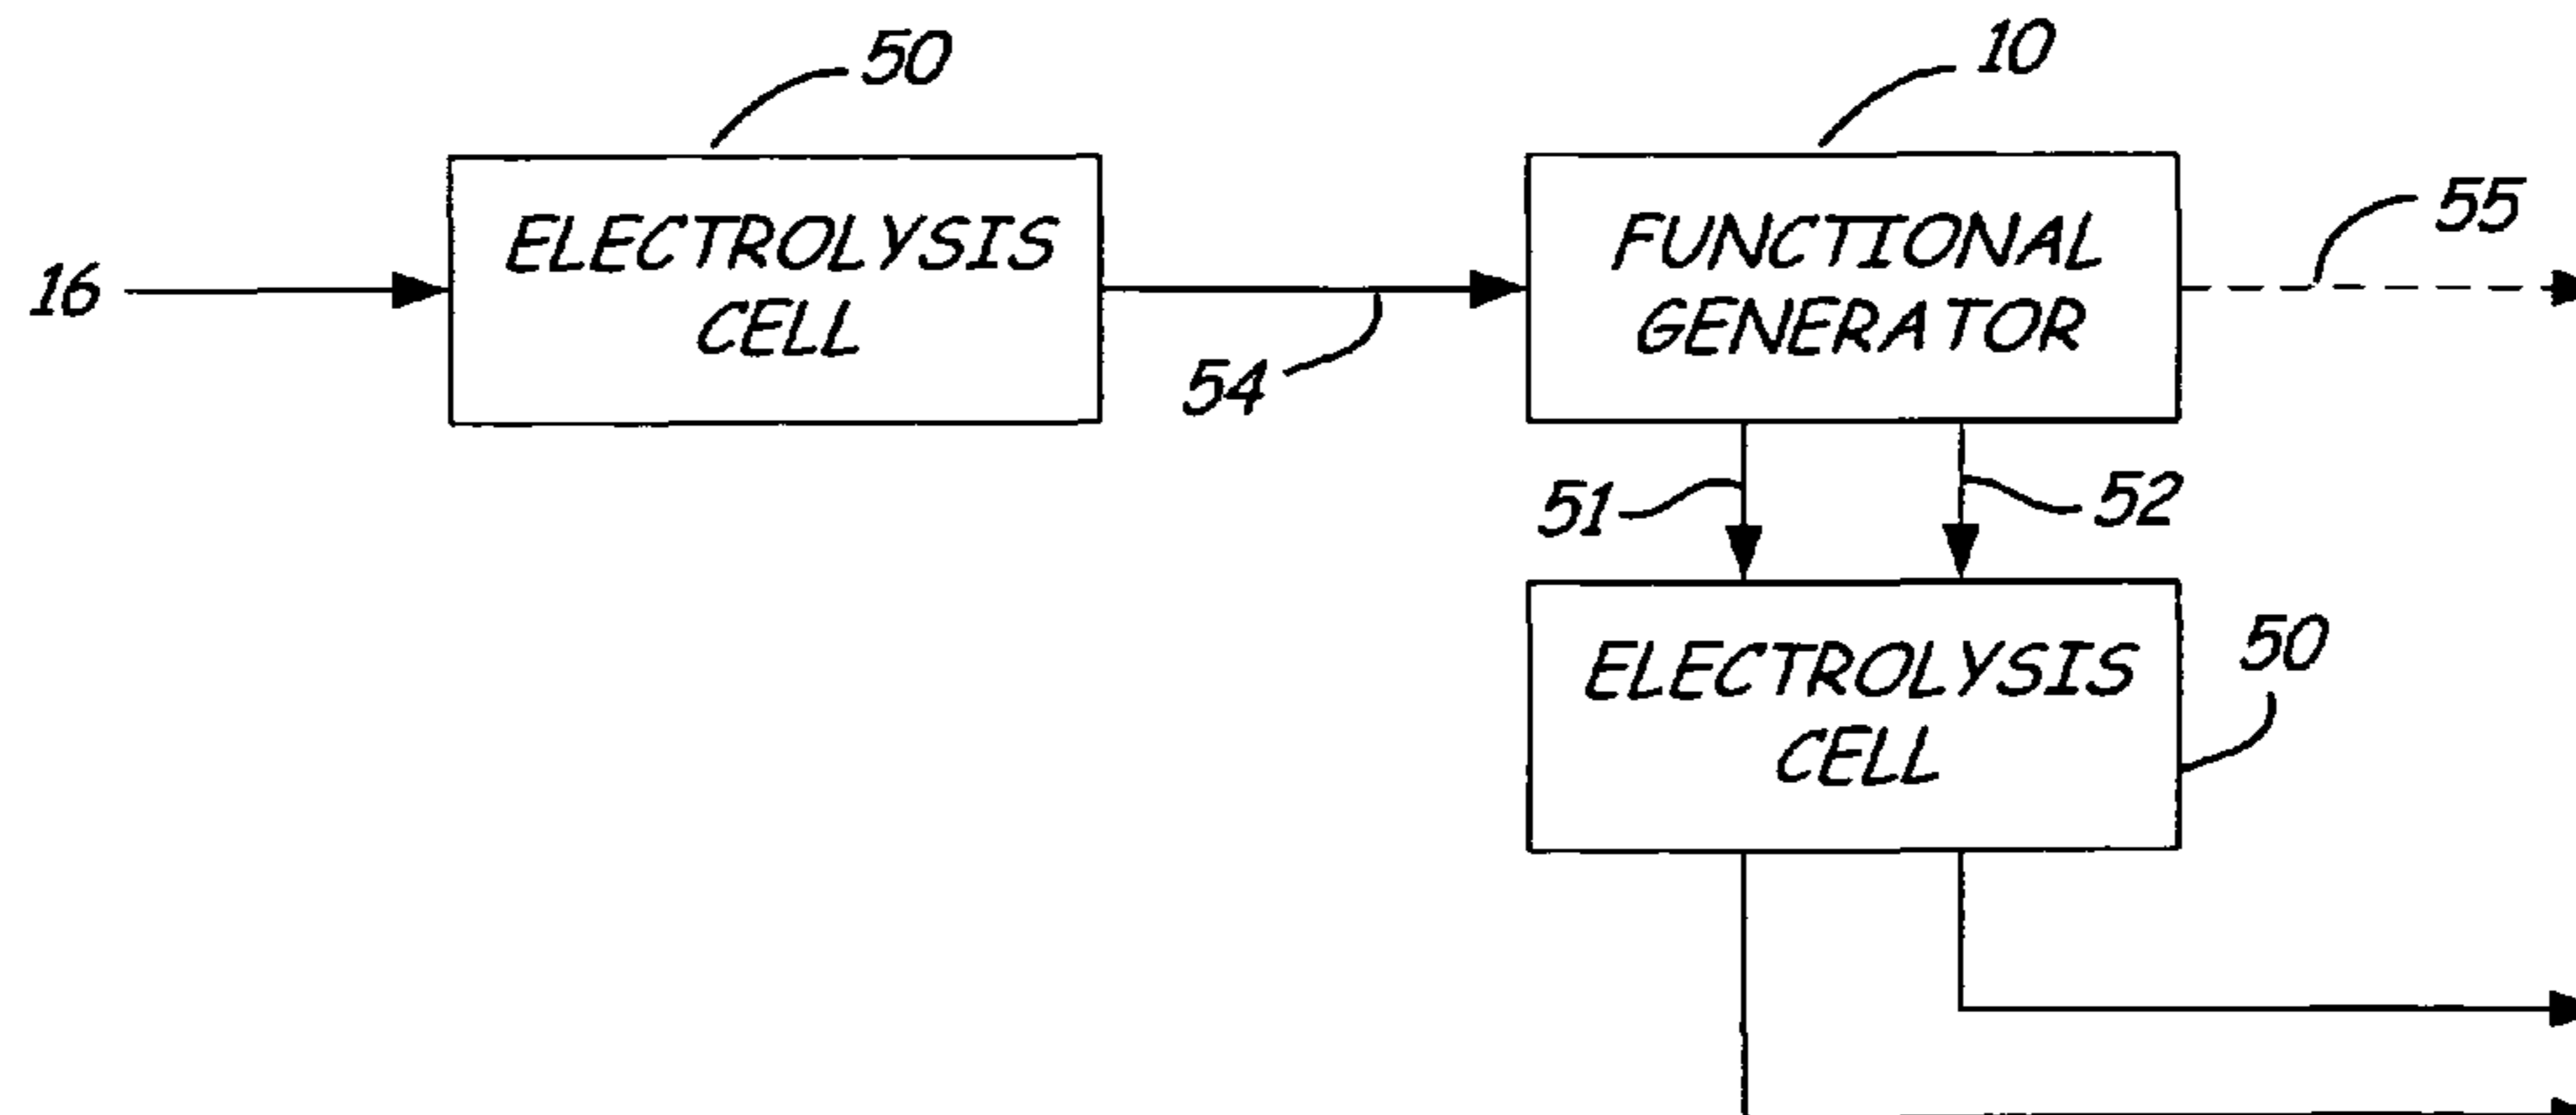 50
10
ELECTROLYSIS
CELL
FUNCTIONAL
GENERATOR
55
16
54
51
52
ELECTROLYSIS
CELL
50